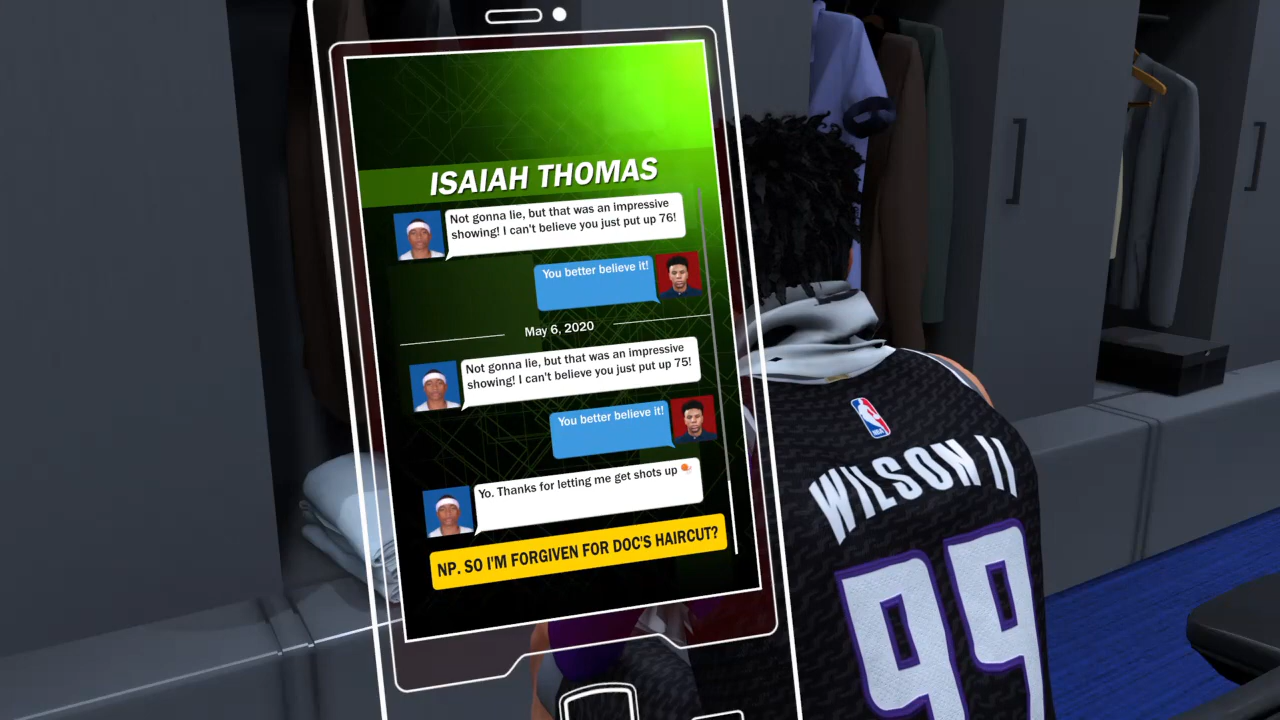 ISAIAH THOMAS
Not gonna lie, but that was an impressive
showing! I can't believe you just put up 76!
You better believe it!
May 6, 2020
Not gonna lie, but that was an impressive
showing! I can't believe you just put up 75!
You better believe it!
Yo. Thanks for letting me get shots up
NP. SO I'M FORGIVEN FOR DOC'S HAIRCUT?
NBA
WILSON II
99